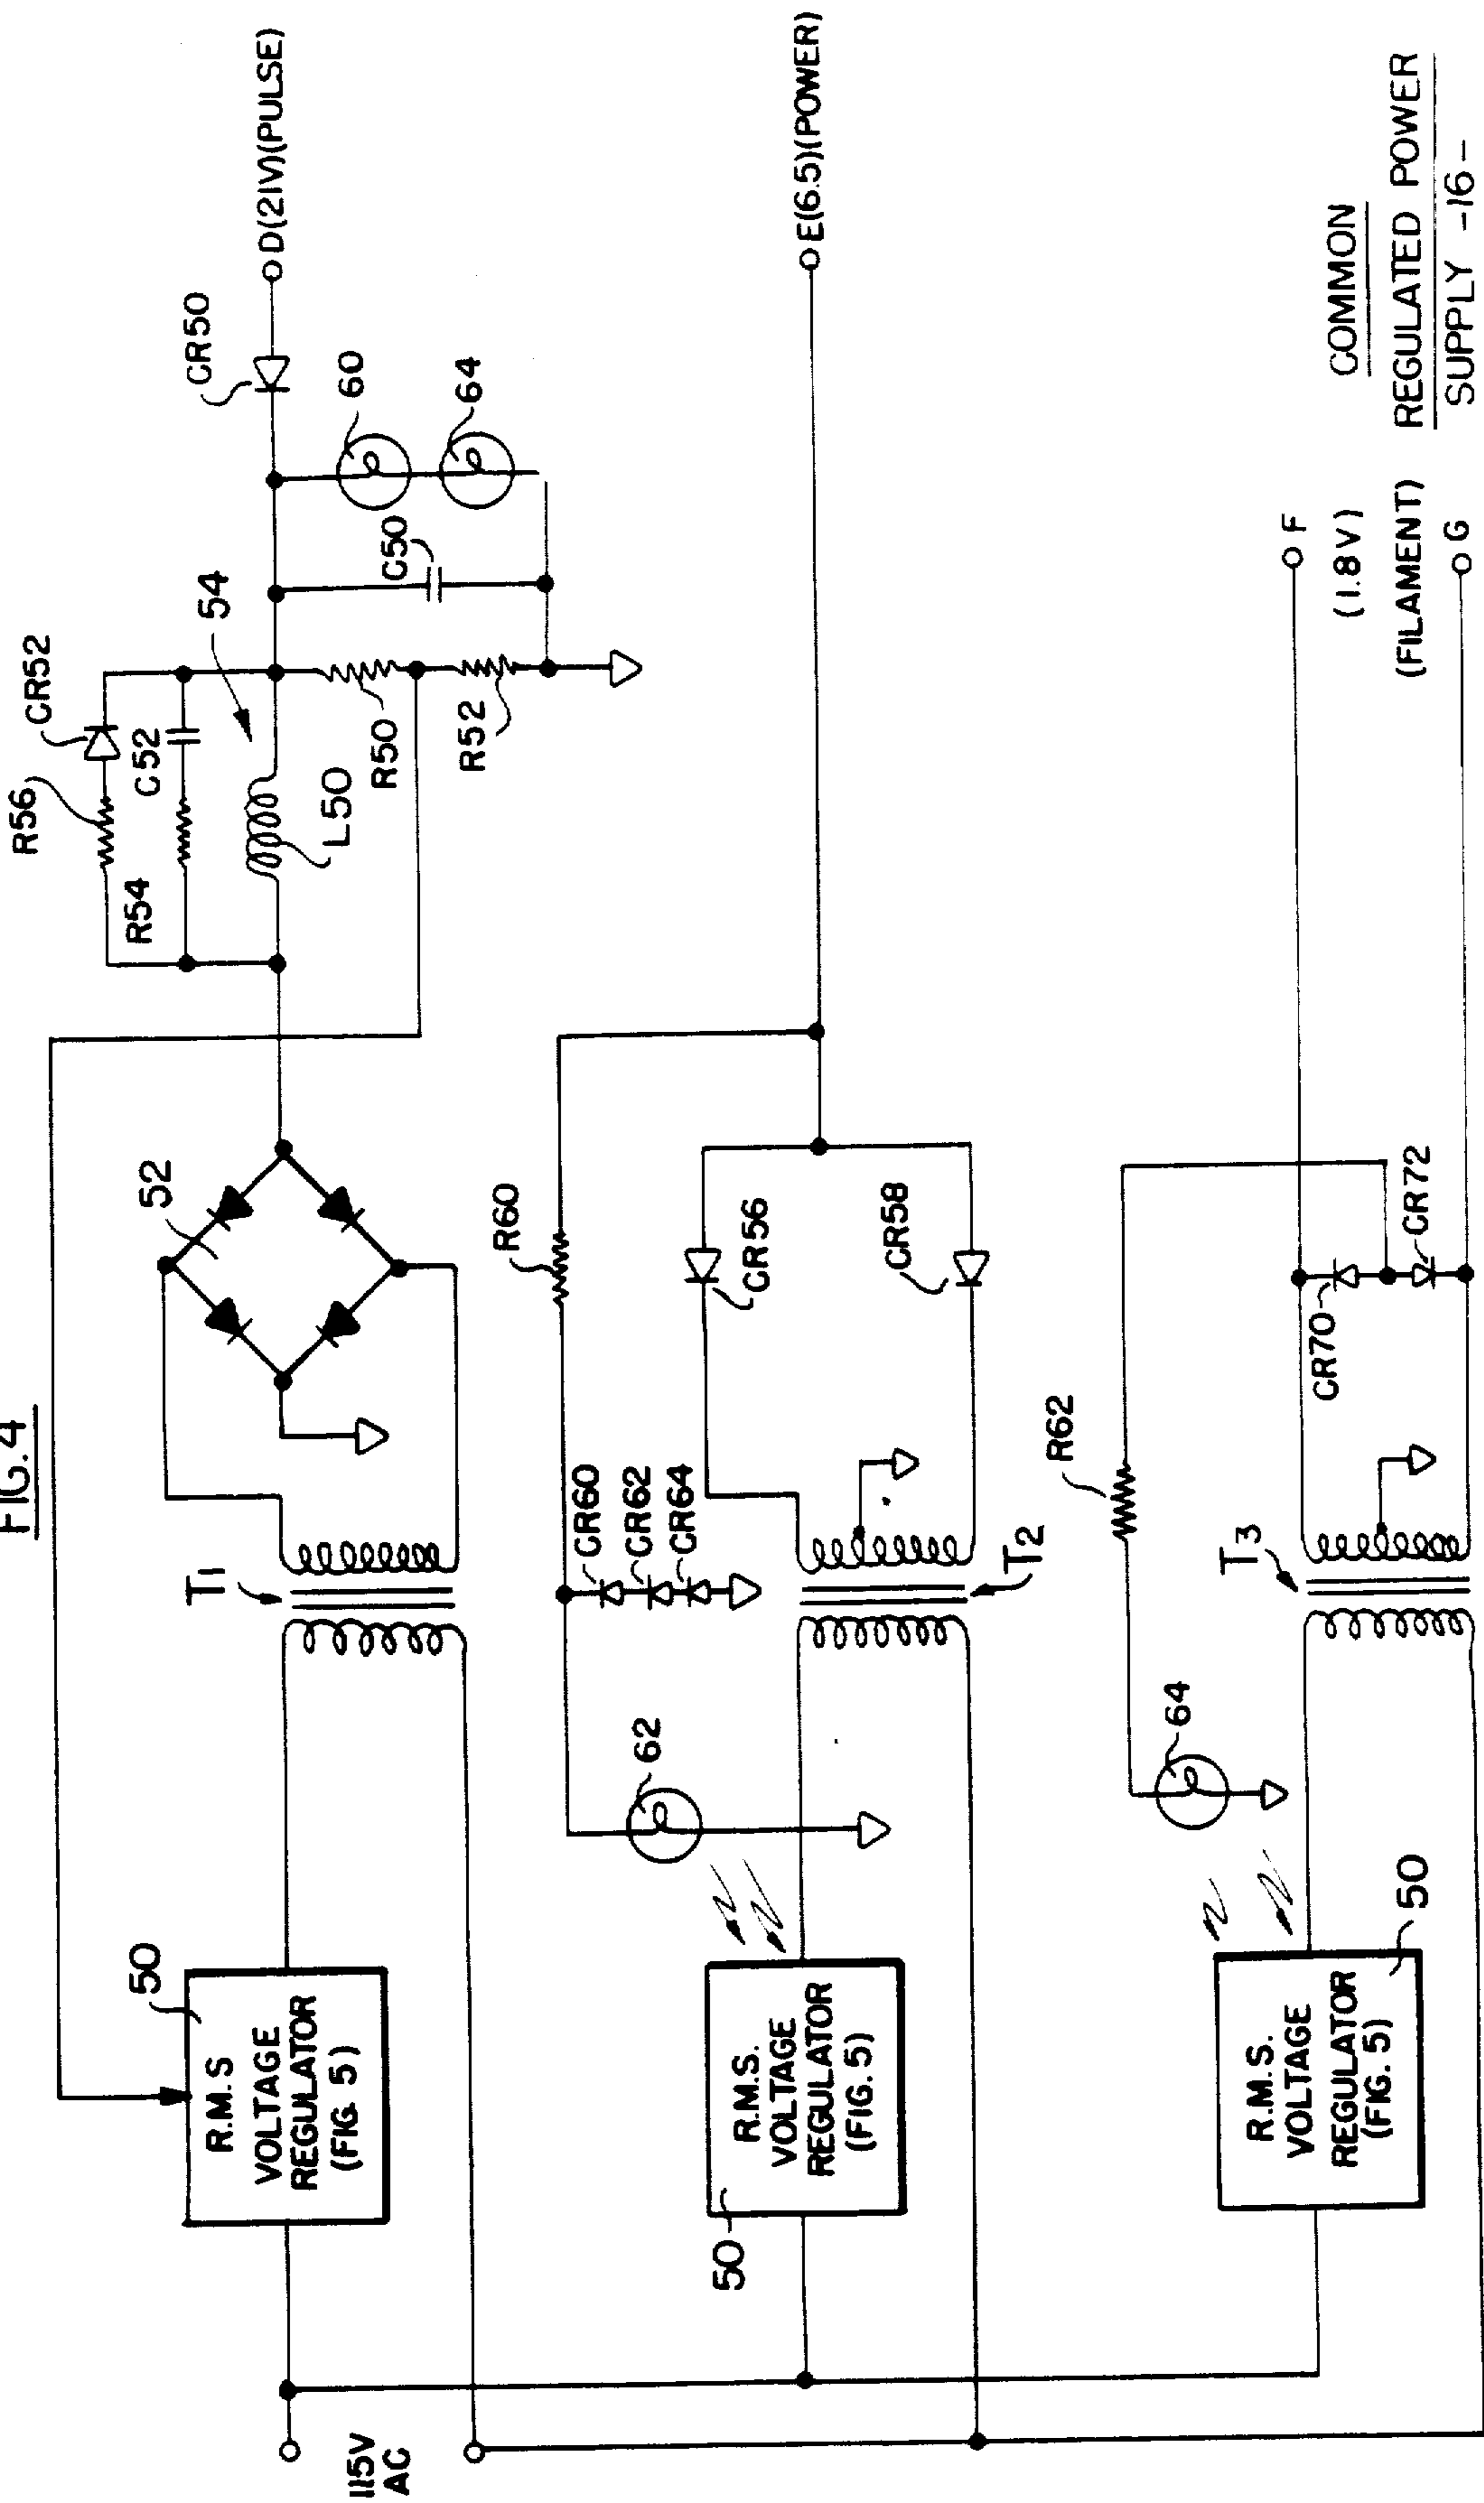 FIG. 4
115V
AC
50
R.M.S
VOLTAGE
REGULATOR
(FIG. 5)
T1
52
R56
CR52
R54
C52
54
L50
R50
R52
C50
60
64
CR50
D(21V)(PULSE)
50
R.M.S.
VOLTAGE
REGULATOR
(FIG. 5)
62
CR60
CR62
CR64
T2
R60
CR56
CR58
E(6.5)(POWER)
50
R.M.S.
VOLTAGE
REGULATOR
(FIG. 5)
64
T3
R62
CR70
CR72
F
(1.8V)
(FILAMENT)
G
COMMON
REGULATED POWER
SUPPLY -16-